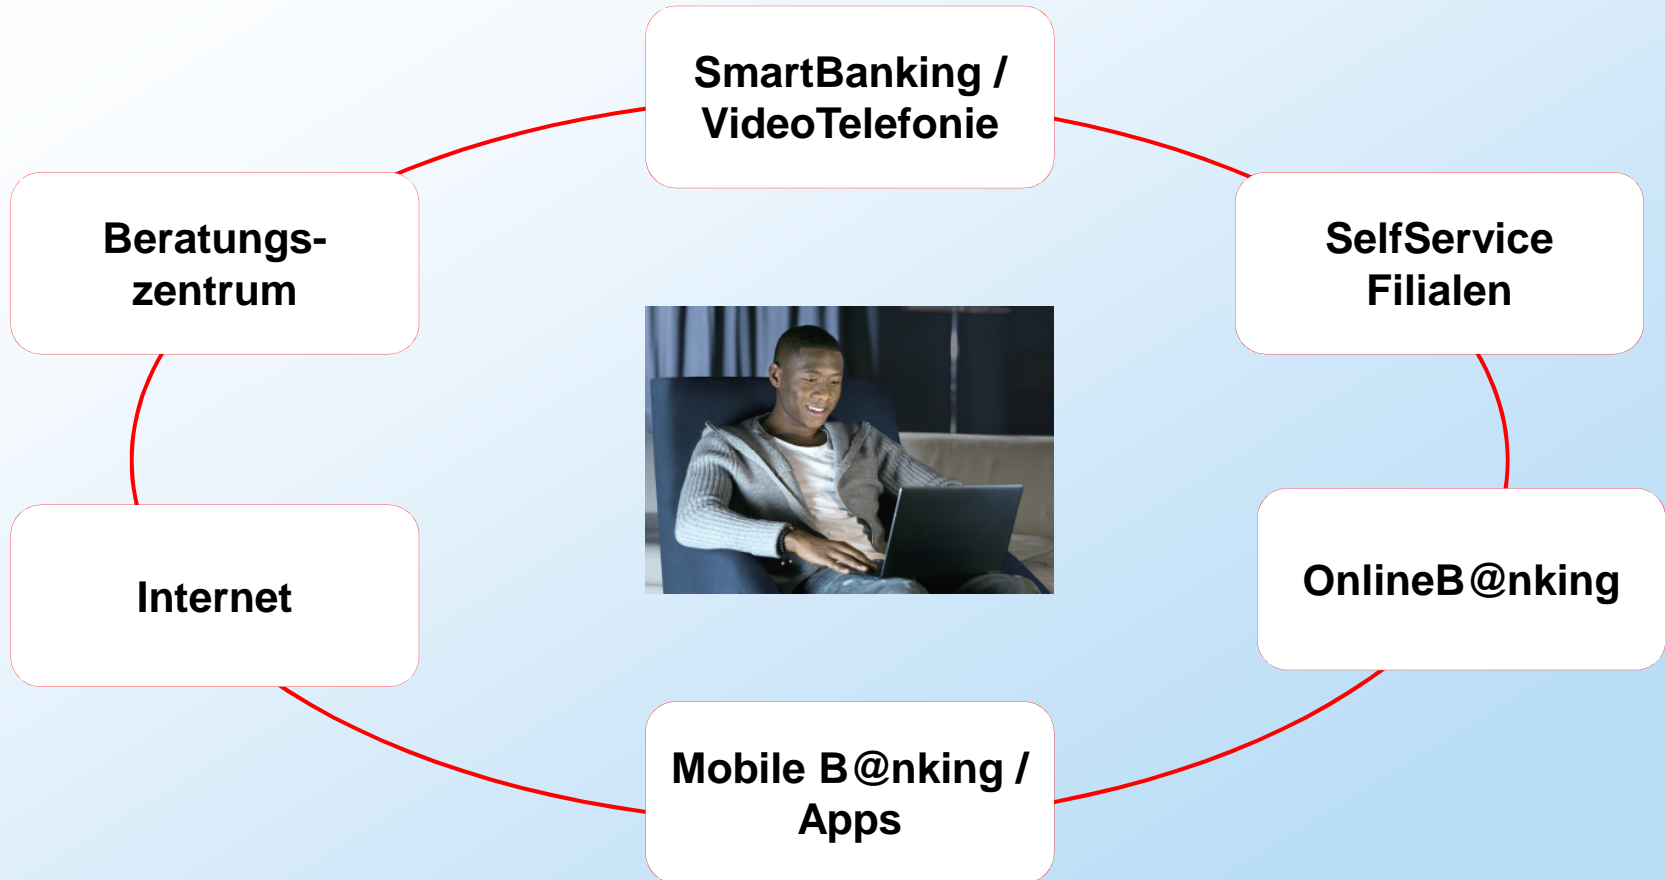 SmartBanking /
VideoTelefonie
Beratungs-
zentrum
SelfService
Filialen
Internet
OnlineB@nking
Mobile B@nking /
Apps